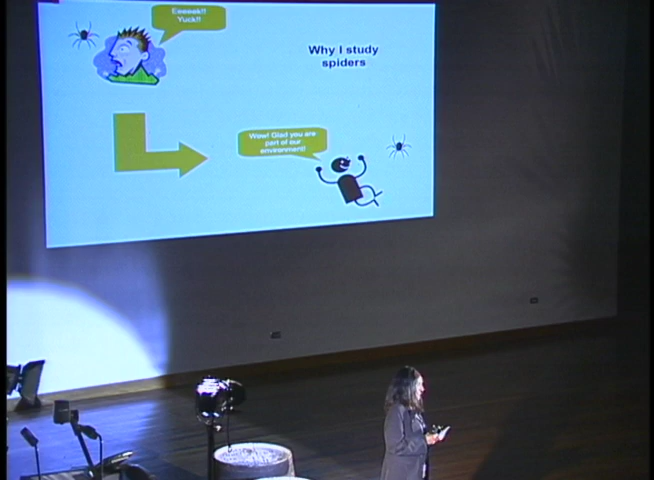 Eeeeek!!
Yuck!!
Why I study
spiders
Wow! Glad you are
part of our
environment!